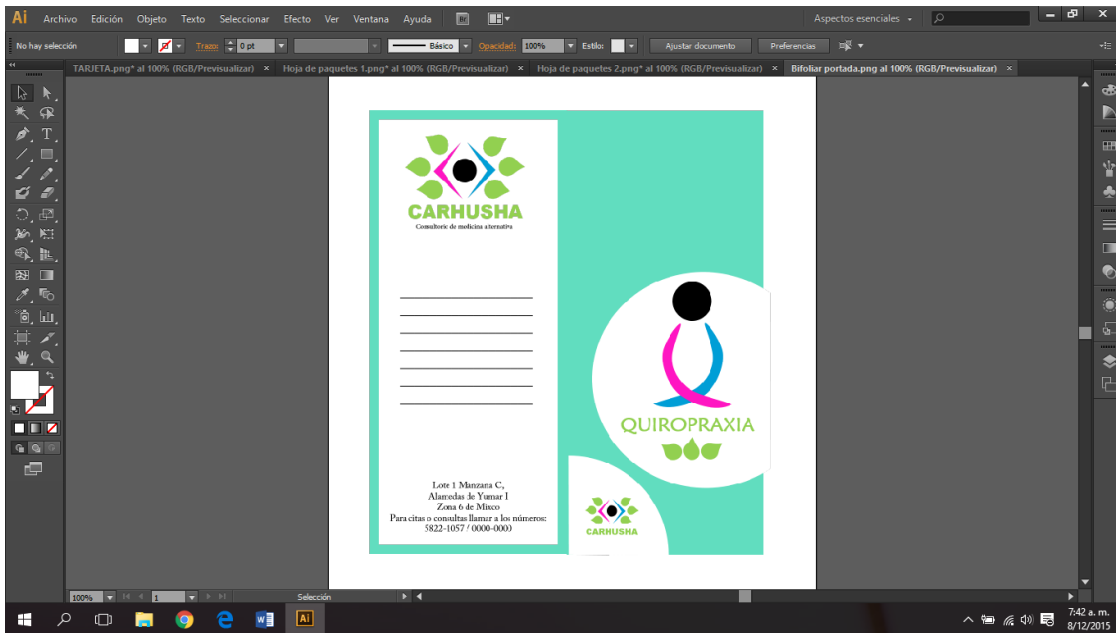 Ai Archivo Edición Objeto Texto Seleccionar Efecto Ver Ventana Ayuda Br Aspectos esenciales
No hay selección Trazo: 0 pt Básico Opacidad: 100% Estilo: Ajustar documento Preferencias
TARJETA.png* al 100% (RGB/Previsualizar) × Hoja de paquetes 1.png* al 100% (RGB/Previsualizar) × Hoja de paquetes 2.png* al 100% (RGB/Previsualizar) × Bifoliar portada.png al 100% (RGB/Previsualizar) ×
CARHUSHA
Consultorio de medicina aternativa
QUIROPRAXIA
Lote 1 Manzana C,
Alamedas de Yumar I
Zona 6 de Mixco
Para citas o consultas llamar a los números:
5822-1057 / 0000-0000
CARHUSHA
100% 1 Selección
Ai
7:42 a. m.
8/12/2015